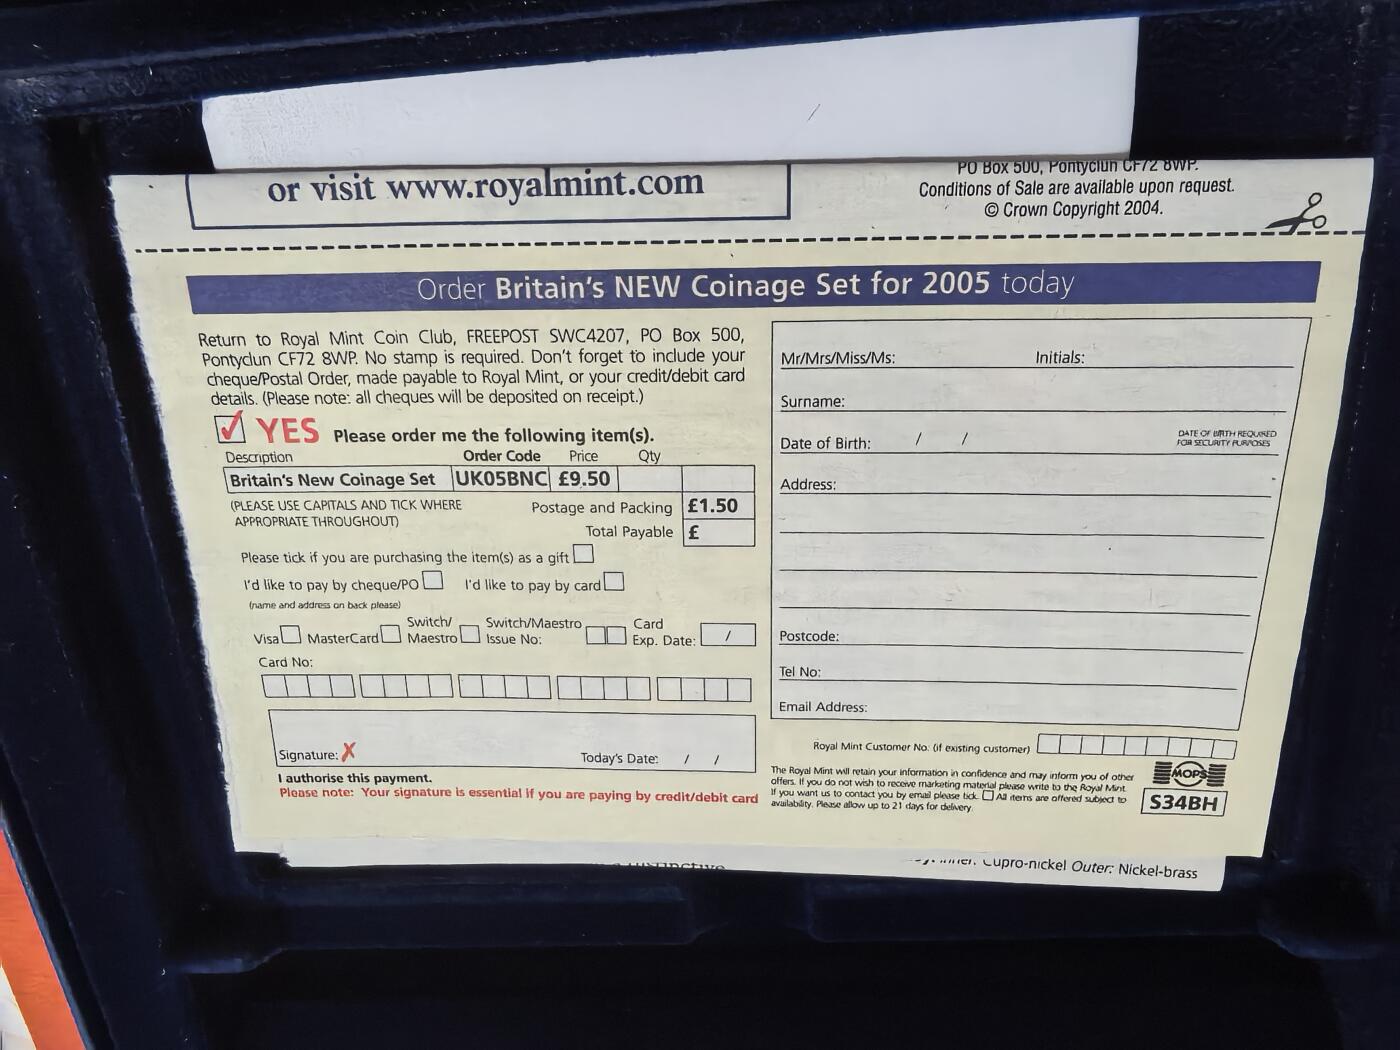 or visit www.royalmint.com
PO Box 500, Pontyclun CF72 8WP.
Conditions of Sale are available upon request.
© Crown Copyright 2004.
Order Britain's NEW Coinage Set for 2005 today
Return to Royal Mint Coin Club, FREEPOST SWC4207, PO Box 500,
Pontyclun CF72 8WP. No stamp is required. Don't forget to include your
cheque/Postal Order, made payable to Royal Mint, or your credit/debit card
details. (Please note: all cheques will be deposited on receipt.)
YES Please order me the following item(s).
Description Order Code Price Qty
Britain's New Coinage Set UK05BNC £9.50
(PLEASE USE CAPITALS AND TICK WHERE
APPROPRIATE THROUGHOUT)
Postage and Packing £1.50
Total Payable £
Please tick if you are purchasing the item(s) as a gift
I'd like to pay by cheque/PO I'd like to pay by card
(name and address on back please)
Visa MasterCard Switch/
Maestro Switch/Maestro
Issue No: Card
Exp. Date: /
Card No:
Signature: X Today's Date: / /
I authorise this payment.
Please note: Your signature is essential if you are paying by credit/debit card
Mr/Mrs/Miss/Ms: Initials:
Surname:
Date of Birth: / / DATE OF BIRTH REQUIRED
FOR SECURITY PURPOSES
Address:
Postcode:
Tel No:
Email Address:
Royal Mint Customer No. (if existing customer)
The Royal Mint will retain your information in confidence and may inform you of other
offers. If you do not wish to receive marketing material please write to the Royal Mint.
If you want us to contact you by email please tick. All items are offered subject to
availability. Please allow up to 21 days for delivery.
MOPS
S34BH
Cupro-nickel Outer: Nickel-brass